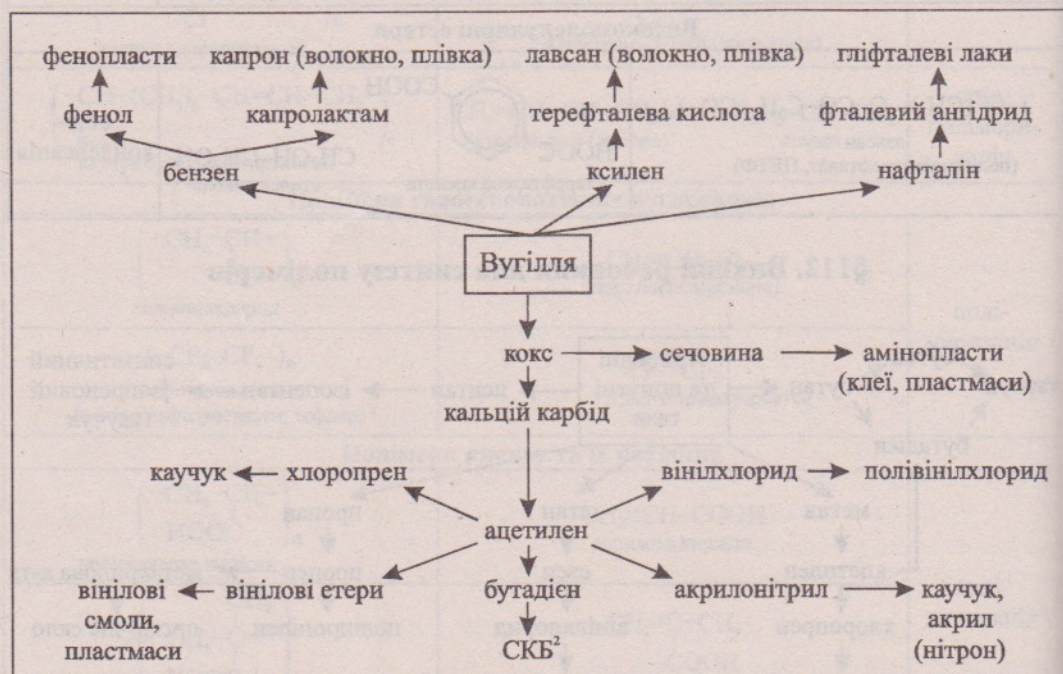 фенопласти капрон (волокно, плівка) лавсан (волокно, плівка) гліфталеві лаки
фенол капролактам терефталева кислота фталевий ангідрид
бензен ксилен нафталін
Вугілля
кокс сечовина амінопласти
(клеї, пластмаси)
кальцій карбід
каучук хлоропрен вінілхлорид полівінілхлорид
ацетилен
вінілові вінілові етери бутадієн акрилонітрил каучук,
смоли, акрил
пластмаси СКБ² (нітрон)